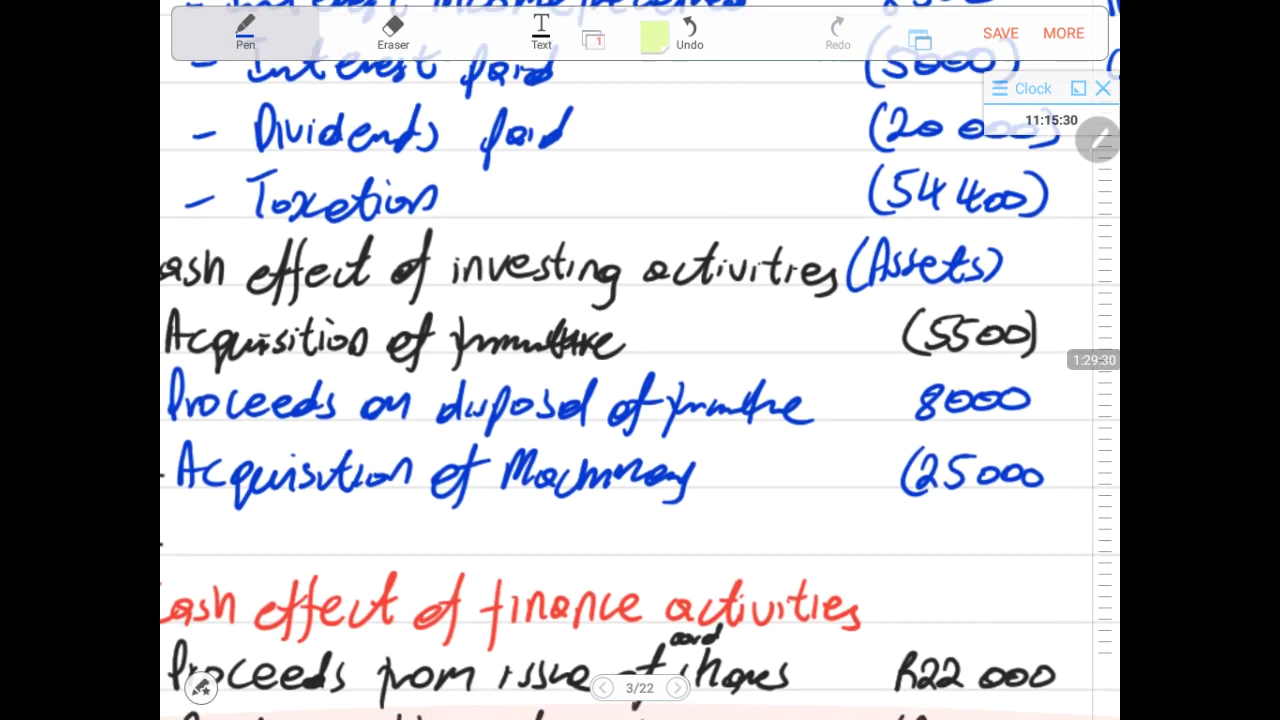 Pen
Eraser
Text
1
Undo
Redo
SAVE
MORE
- Interest paid (5000)
Clock
11:15:30
- Dividends paid (20 000)
- Taxation (54 400)
ash effect of investing activities (Assets)
Acquisition of furniture (5500)
1:29:30
Proceeds on disposal of furniture 8000
Acquisition of Machinery (25 000
ash effect of finance activities
Proceeds from issue of ord shares R22 000
3/22